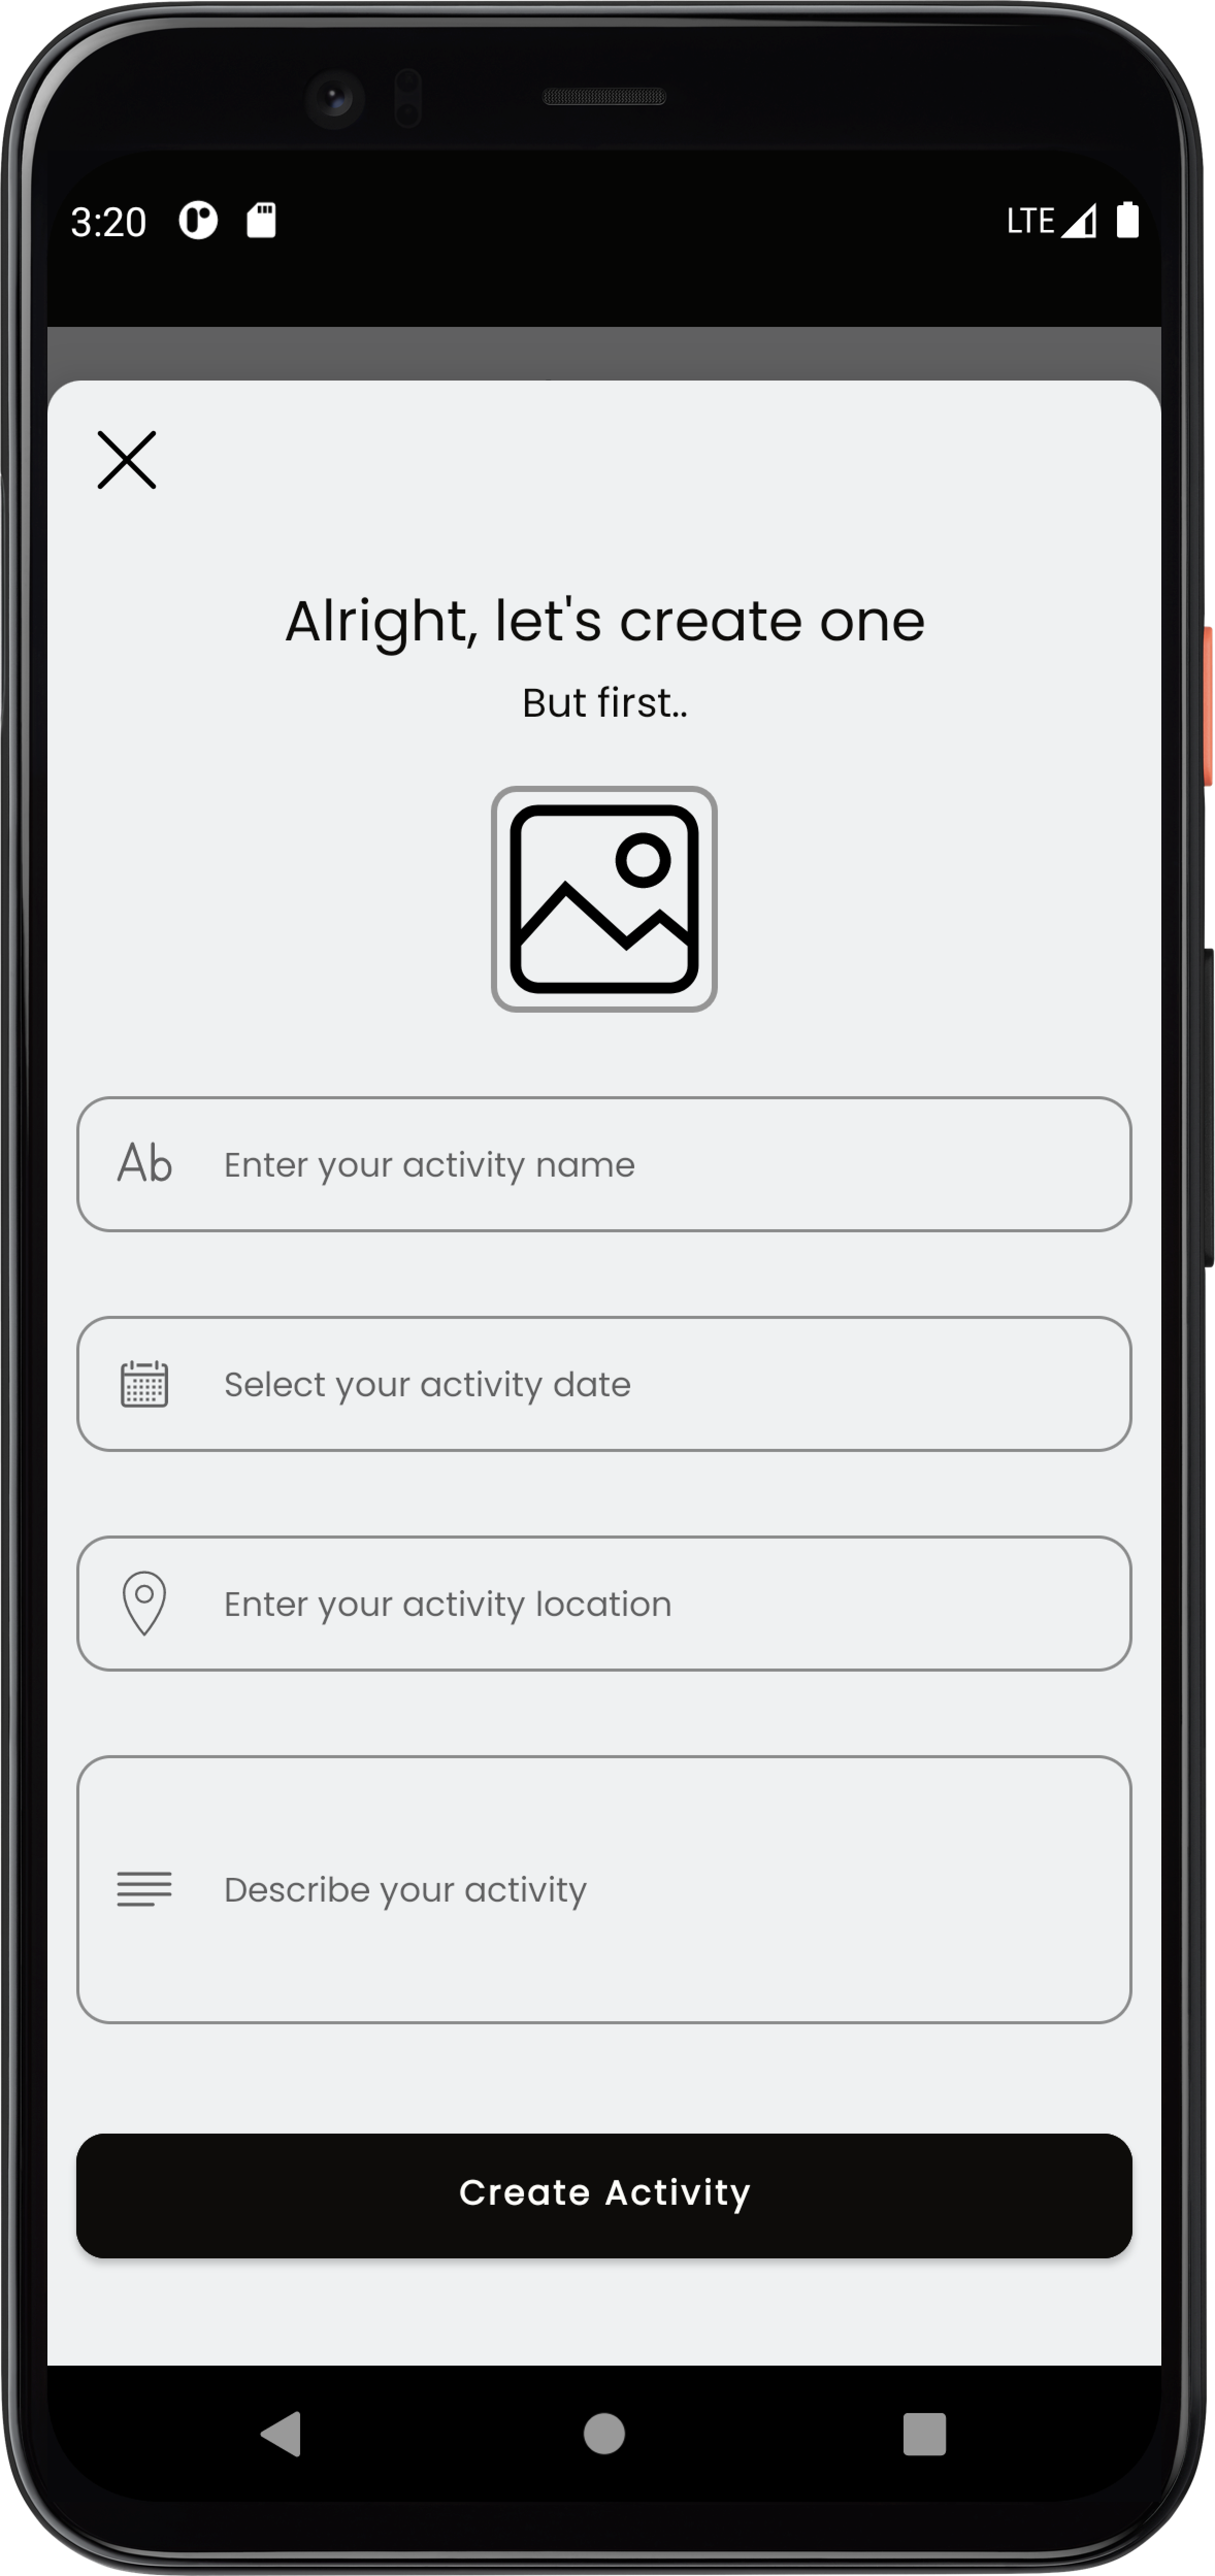 3:20 LTE
Alright, let's create one
But first..
Ab Enter your activity name
Select your activity date
Enter your activity location
Describe your activity
Create Activity